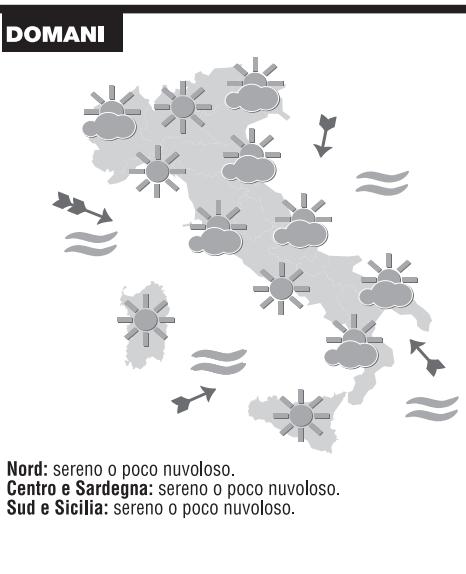 DOMANI
Nord: sereno o poco nuvoloso.
Centro e Sardegna: sereno o poco nuvoloso.
Sud e Sicilia: sereno o poco nuvoloso.